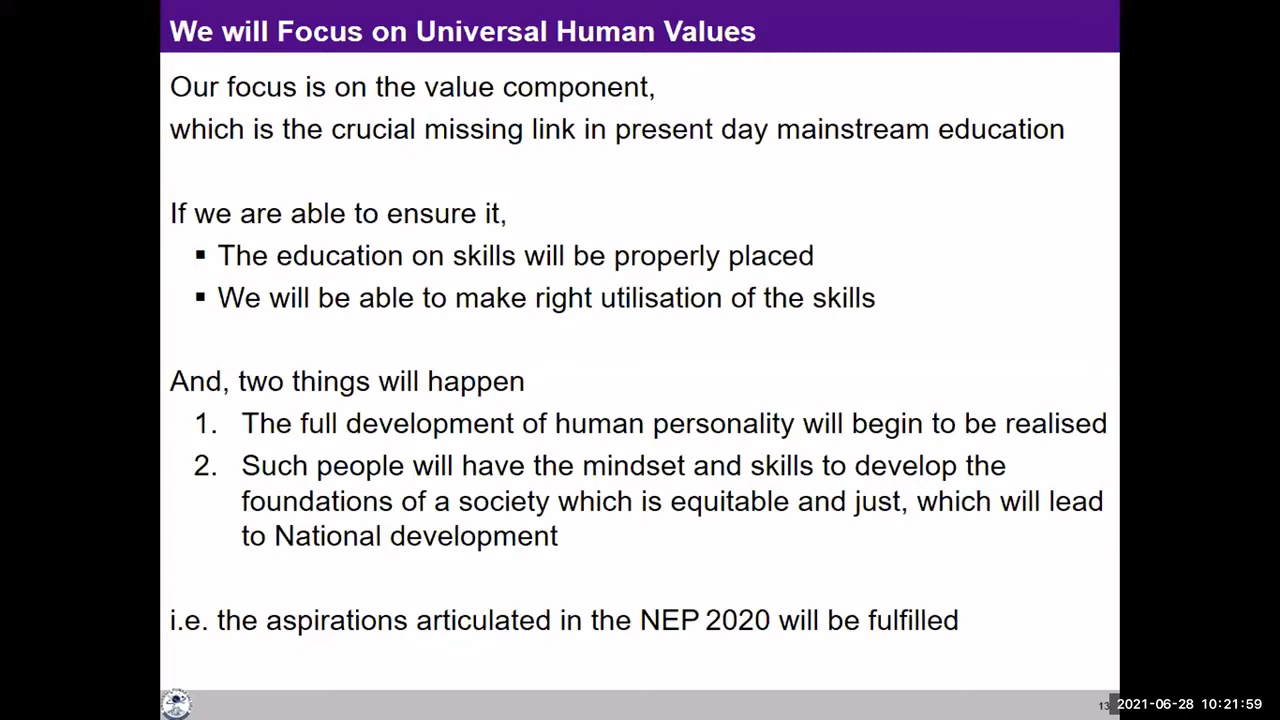 We will Focus on Universal Human Values
Our focus is on the value component,
which is the crucial missing link in present day mainstream education
If we are able to ensure it,
▪ The education on skills will be properly placed
▪ We will be able to make right utilisation of the skills
And, two things will happen
1. The full development of human personality will begin to be realised
2. Such people will have the mindset and skills to develop the
foundations of a society which is equitable and just, which will lead
to National development
i.e. the aspirations articulated in the NEP 2020 will be fulfilled
13
2021-06-28 10:21:59